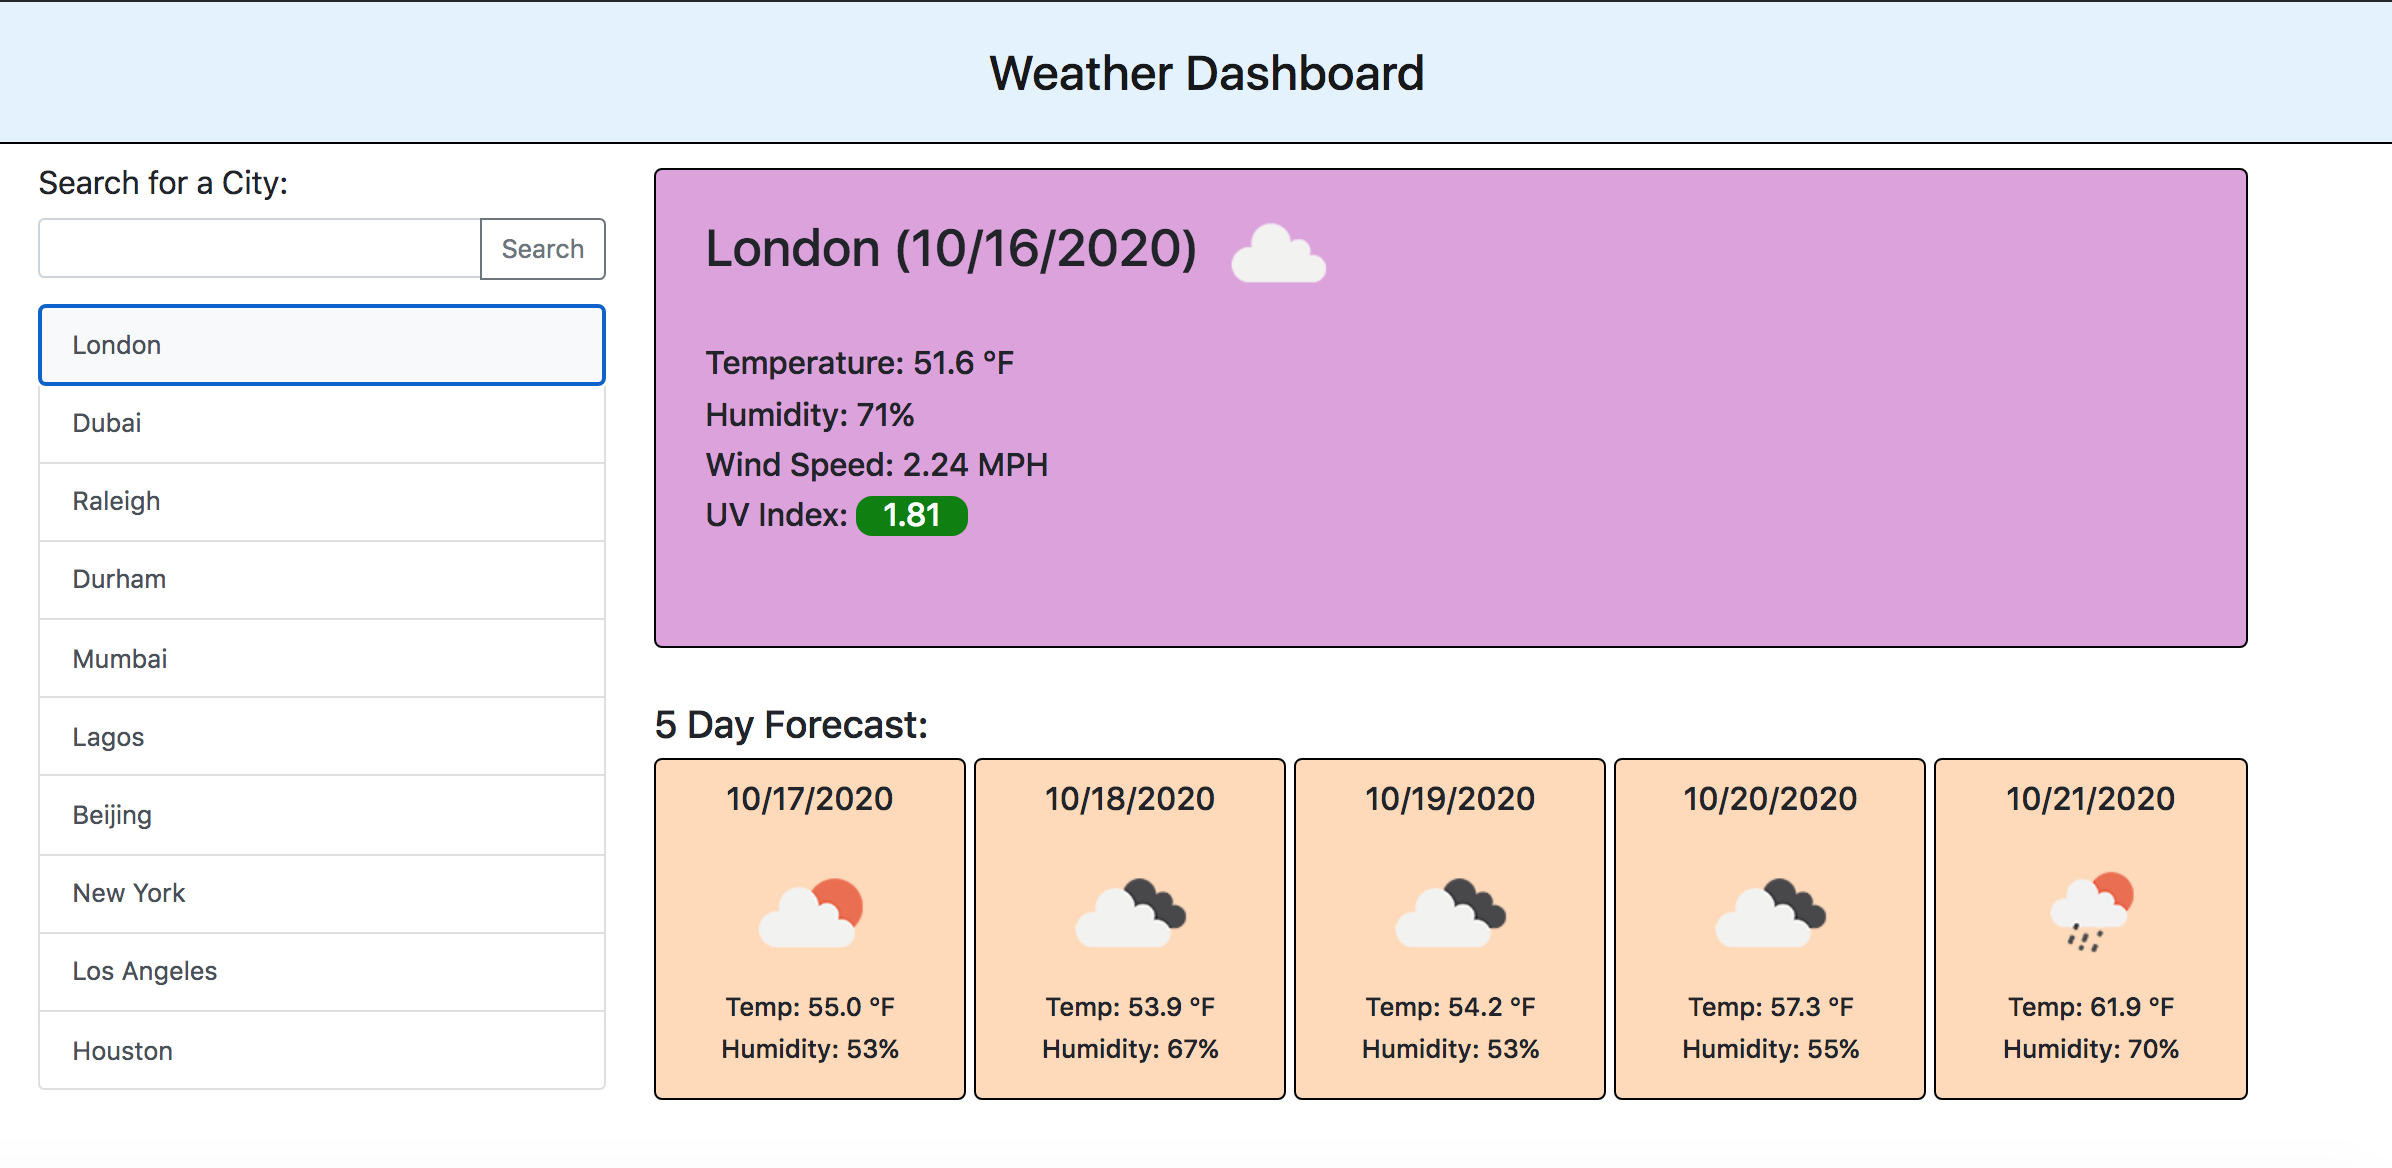 Weather Dashboard
Search for a City:
Search
London
Dubai
Raleigh
Durham
Mumbai
Lagos
Beijing
New York
Los Angeles
Houston
London (10/16/2020)
Temperature: 51.6 °F
Humidity: 71%
Wind Speed: 2.24 MPH
UV Index: 1.81
5 Day Forecast:
10/17/2020
Temp: 55.0 °F
Humidity: 53%
10/18/2020
Temp: 53.9 °F
Humidity: 67%
10/19/2020
Temp: 54.2 °F
Humidity: 53%
10/20/2020
Temp: 57.3 °F
Humidity: 55%
10/21/2020
Temp: 61.9 °F
Humidity: 70%